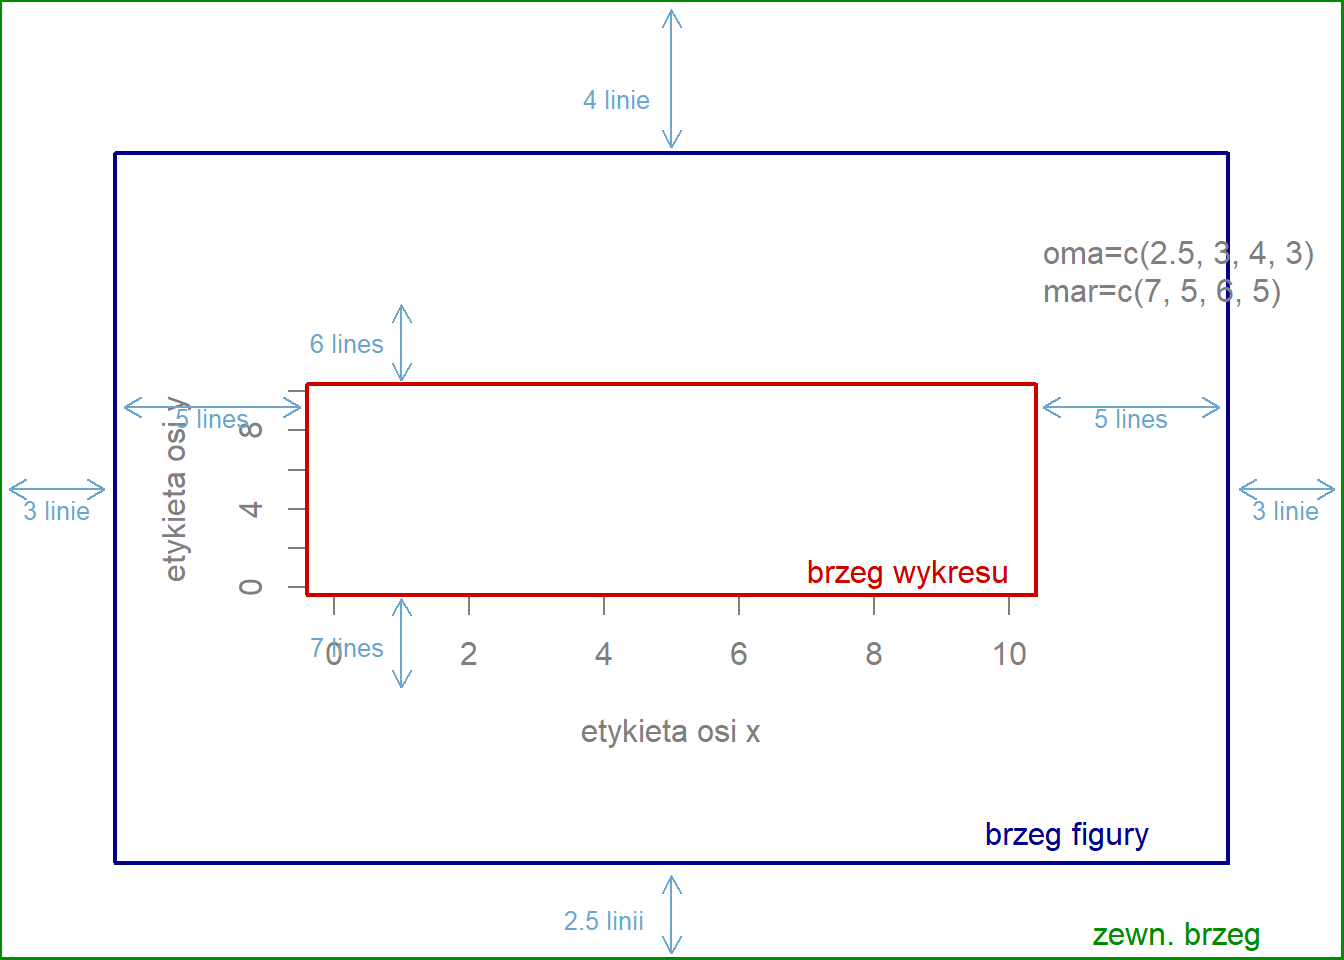 4 linie
oma=c(2.5, 3, 4, 3)
mar=c(7, 5, 6, 5)
6 lines
5 lines
5 lines
etykieta osi y
8
4
0
3 linie
3 linie
brzeg wykresu
7 lines
0
2
4
6
8
10
etykieta osi x
brzeg figury
2.5 linii
zewn. brzeg